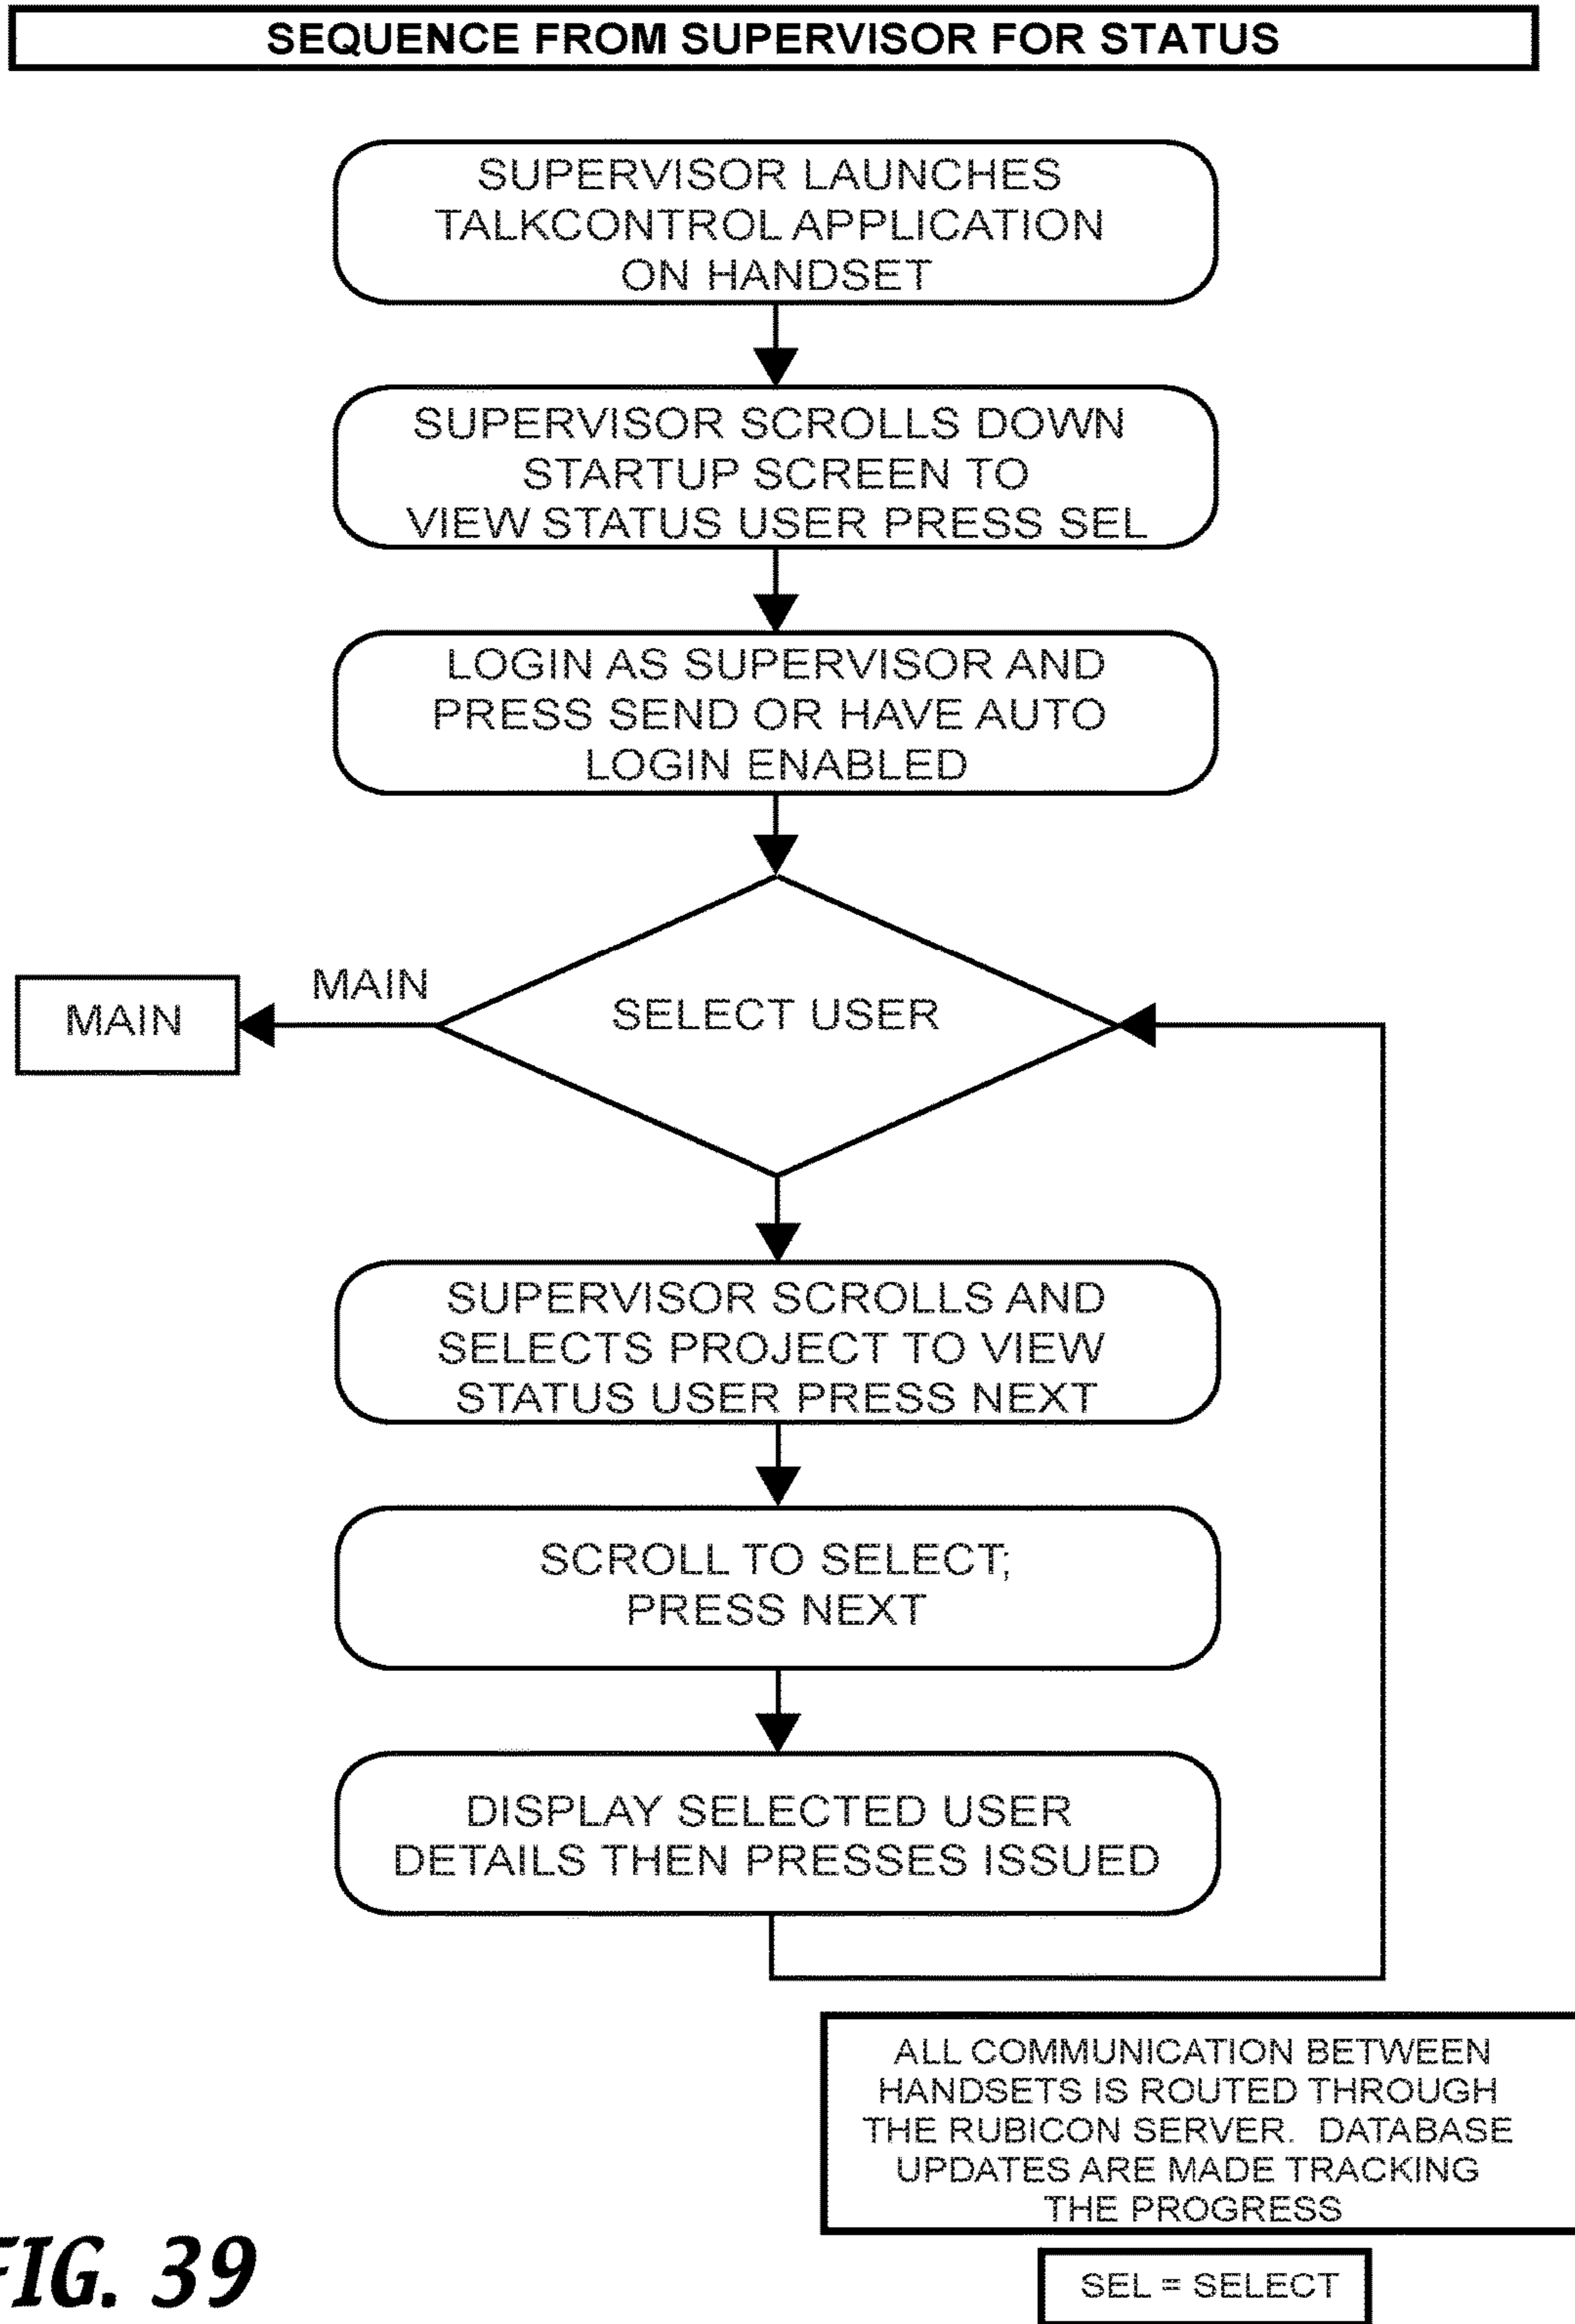 SEQUENCE FROM SUPERVISOR FOR STATUS
SUPERVISOR LAUNCHES
TALKCONTROL APPLICATION
ON HANDSET
SUPERVISOR SCROLLS DOWN
STARTUP SCREEN TO
VIEW STATUS USER PRESS SEL
LOGIN AS SUPERVISOR AND
PRESS SEND OR HAVE AUTO
LOGIN ENABLED
MAIN
MAIN
SELECT USER
SUPERVISOR SCROLLS AND
SELECTS PROJECT TO VIEW
STATUS USER PRESS NEXT
SCROLL TO SELECT;
PRESS NEXT
DISPLAY SELECTED USER
DETAILS THEN PRESSES ISSUED
ALL COMMUNICATION BETWEEN
HANDSETS IS ROUTED THROUGH
THE RUBICON SERVER.  DATABASE
UPDATES ARE MADE TRACKING
THE PROGRESS
FIG. 39
SEL = SELECT